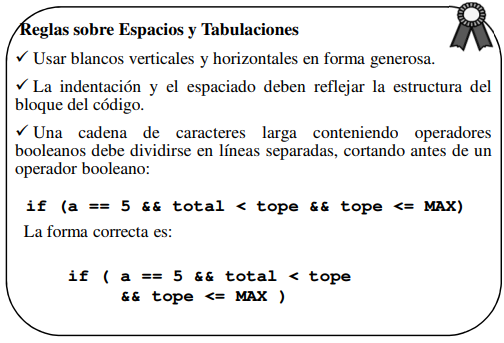 Reglas sobre Espacios y Tabulaciones
✓ Usar blancos verticales y horizontales en forma generosa.
✓ La indentación y el espaciado deben reflejar la estructura del
bloque del código.
✓ Una cadena de caracteres larga conteniendo operadores
booleanos debe dividirse en líneas separadas, cortando antes de un
operador booleano:
if (a == 5 && total < tope && tope <= MAX)
La forma correcta es:
if ( a == 5 && total < tope
&& tope <= MAX )